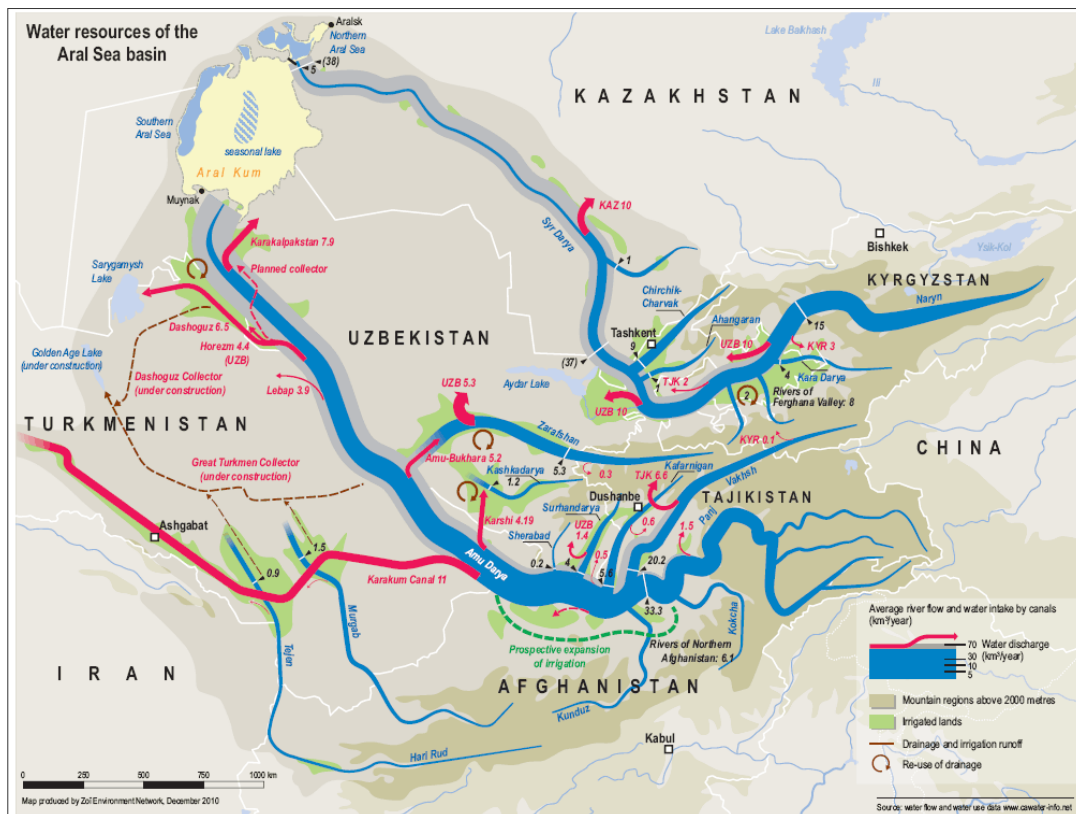 Water resources of the
Aral Sea basin
Aralsk
Northern
Aral Sea
(38)
5
Lake Balkhash
Ili
KAZAKHSTAN
Southern
Aral Sea
seasonal lake
Aral Kum
Muynak
KAZ 10
Syr Darya
Bishkek
Ysik-Kol
Karakalpakstan 7.9
Planned collector
Sarygamysh
Lake
1
Chirchik-
Charvak
KYRGYZSTAN
Naryn
Ahangaran
Tashkent
9
15
UZBEKISTAN
Dashoguz 6.5
Horezm 4.4
(UZB)
UZB 10
KYR 3
Golden Age Lake
(under construction)
Dashoguz Collector
(under construction)
(37)
1
TJK 2
4
Kara Darya
Aydar Lake
Lebap 3.9
UZB 5.3
UZB 10
2
Rivers of
Ferghana Valley: 8
TURKMENISTAN
Zarafshan
KYR 0.1
CHINA
Great Turkmen Collector
(under construction)
Amu-Bukhara 5.2
Kashkadarya
1.2
5.3
0.3
Kafarnigan
TJK 6.6
Vakhsh
Dushanbe
TAJIKISTAN
Surhandarya
Karshi 4.19
UZB
1.4
0.6
1.5
Panj
Sherabad
Ashgabat
1.5
0.9
Amu Darya
0.2
4
0.5
5.6
20.2
Karakum Canal 11
33.3
Murgab
Tejen
Kokcha
Prospective expansion
of irrigation
Rivers of Northern
Afghanistan: 6.1
IRAN
AFGHANISTAN
Kunduz
Kabul
Hari Rud
Average river flow and water intake by canals
(km³/year)
70
Water discharge
30
(km³/year)
10
5
Mountain regions above 2000 metres
Irrigated lands
Drainage and irrigation runoff
Re-use of drainage
0
250
500
750
1000 km
Map produced by Zoï Environment Network, December 2010
Source: water flow and water use data www.cawater-info.net